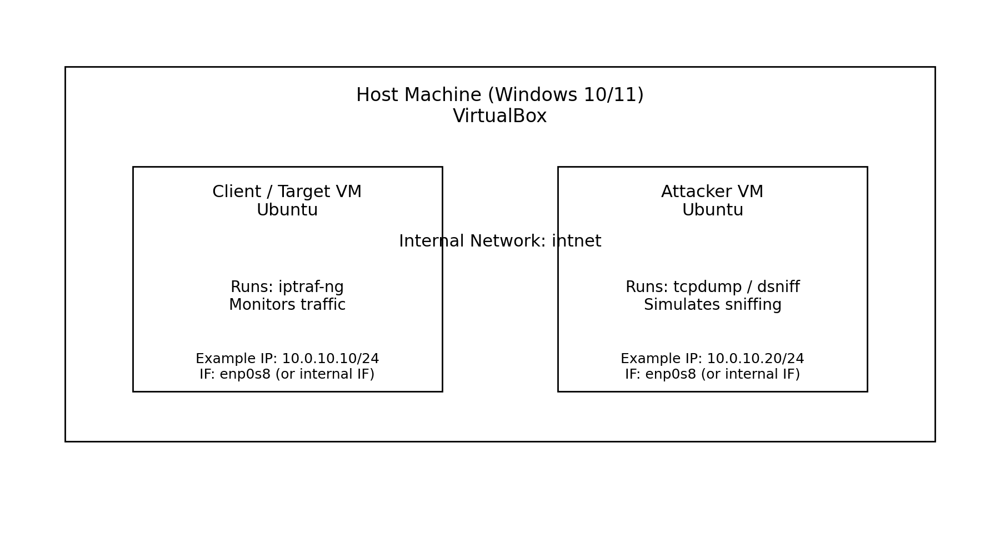 Host Machine (Windows 10/11)
VirtualBox
Client / Target VM
Ubuntu
Attacker VM
Ubuntu
Internal Network: intnet
Runs: iptraf-ng
Monitors traffic
Runs: tcpdump / dsniff
Simulates sniffing
Example IP: 10.0.10.10/24
IF: enp0s8 (or internal IF)
Example IP: 10.0.10.20/24
IF: enp0s8 (or internal IF)